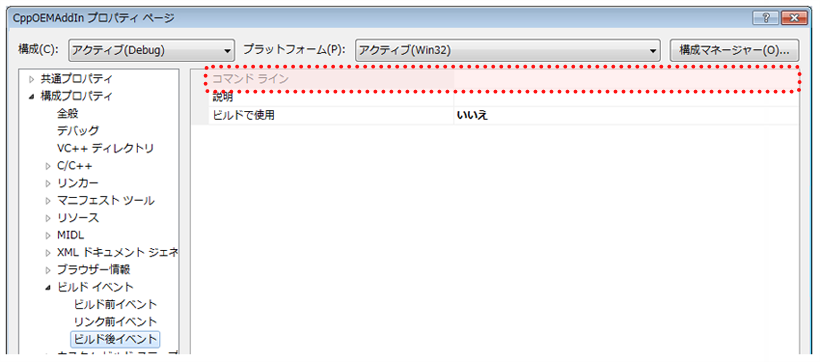 CppOEMAddIn プロパティ ページ
構成(C): アクティブ(Debug) プラットフォーム(P): アクティブ(Win32) 構成マネージャー(O)...
共通プロパティ
構成プロパティ
全般
デバッグ
VC++ ディレクトリ
C/C++
リンカー
マニフェスト ツール
リソース
MIDL
XML ドキュメント ジェネ
ブラウザー情報
ビルド イベント
ビルド前イベント
リンク前イベント
ビルド後イベント
コマンド ライン
説明
ビルドで使用 いいえ